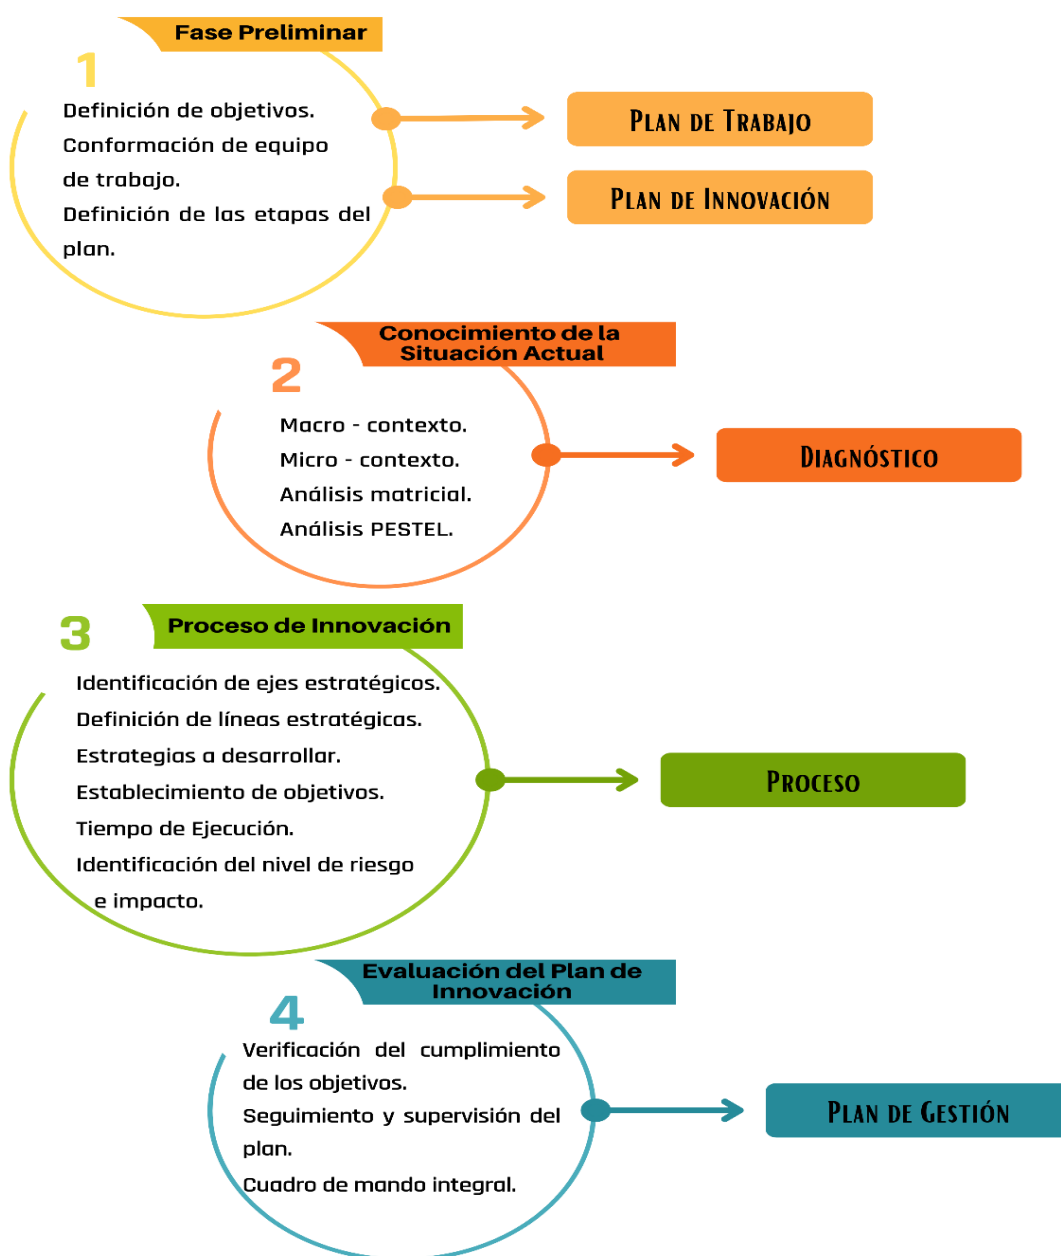 Fase Preliminar
1
Definición de objetivos.
Conformación de equipo
de trabajo.
Definición de las etapas del
plan.
PLAN DE TRABAJO
PLAN DE INNOVACIÓN
Conocimiento de la
Situación Actual
2
Macro - contexto.
Micro - contexto.
Análisis matricial.
Análisis PESTEL.
DIAGNÓSTICO
3
Proceso de Innovación
Identificación de ejes estratégicos.
Definición de líneas estratégicas.
Estrategias a desarrollar.
Establecimiento de objetivos.
Tiempo de Ejecución.
Identificación del nivel de riesgo
e impacto.
PROCESO
Evaluación del Plan de
Innovación
4
Verificación del cumplimiento
de los objetivos.
Seguimiento y supervisión del
plan.
Cuadro de mando integral.
PLAN DE GESTIÓN